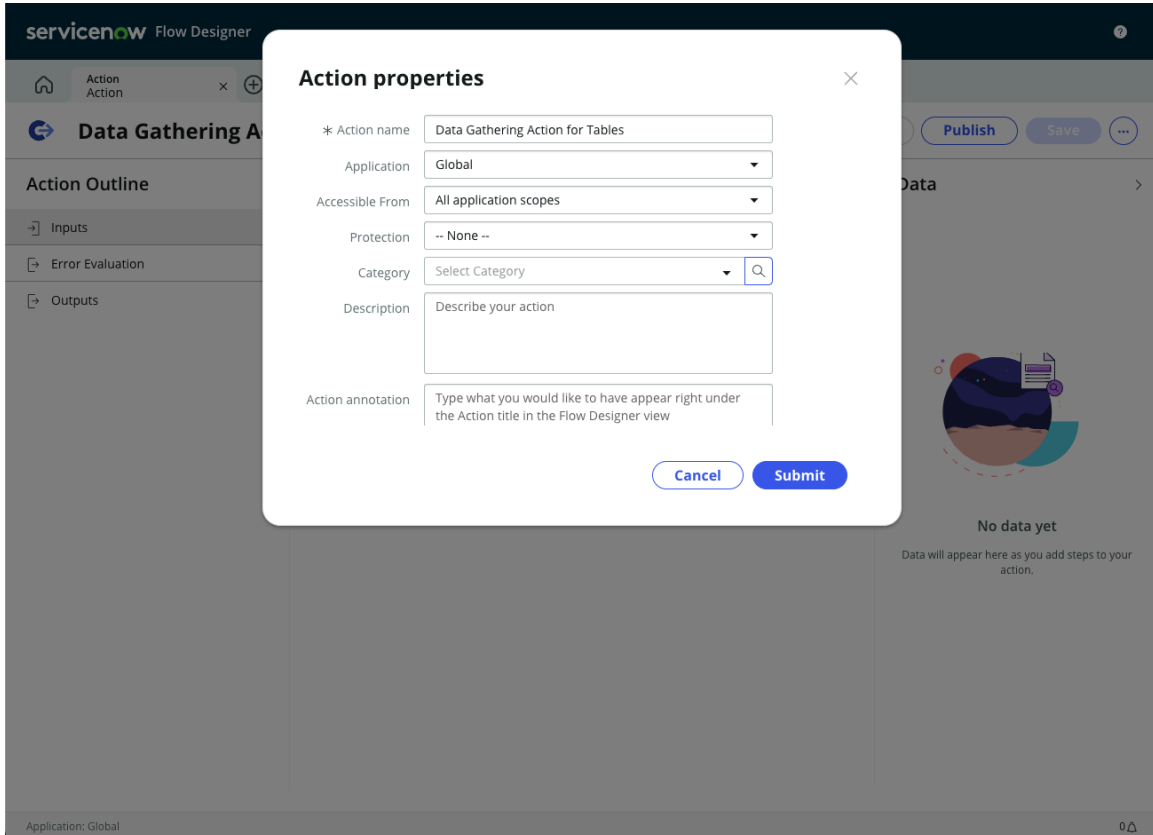 servicenow Flow Designer
Action
Action
Data Gathering A
Publish
Save
Action Outline
Inputs
Error Evaluation
Outputs
Action properties
* Action name
Data Gathering Action for Tables
Application
Global
Accessible From
All application scopes
Protection
-- None --
Category
Select Category
Description
Describe your action
Action annotation
Type what you would like to have appear right under
the Action title in the Flow Designer view
Cancel
Submit
Data
No data yet
Data will appear here as you add steps to your
action.
Application: Global
0